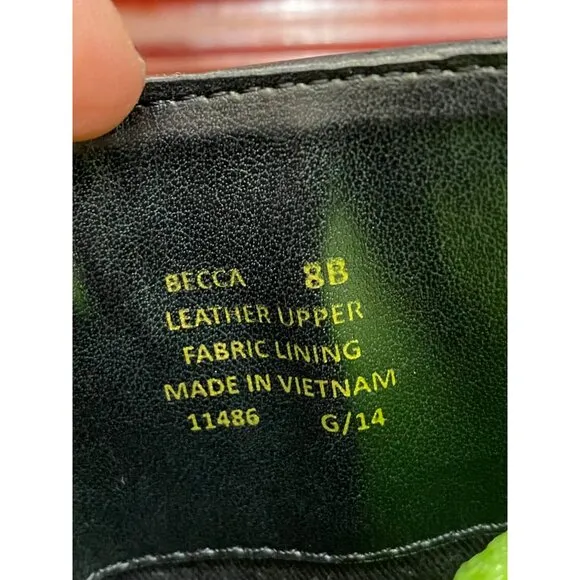 BECCA 8B
LEATHER UPPER
FABRIC LINING
MADE IN VIETNAM
11486 G/14